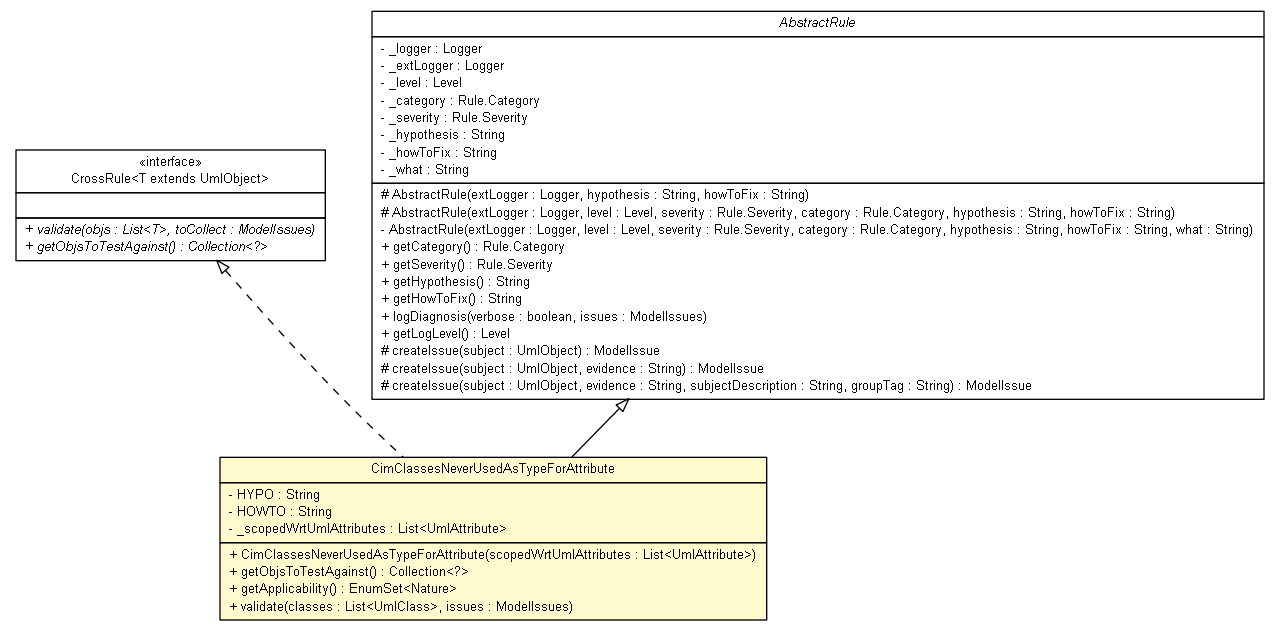 AbstractRule
- _logger : Logger
- _extLogger : Logger
- _level : Level
- _category : Rule.Category
- _severity : Rule.Severity
- _hypothesis : String
- _howToFix : String
- _what : String
# AbstractRule(extLogger : Logger, hypothesis : String, howToFix : String)
# AbstractRule(extLogger : Logger, level : Level, severity : Rule.Severity, category : Rule.Category, hypothesis : String, howToFix : String)
- AbstractRule(extLogger : Logger, level : Level, severity : Rule.Severity, category : Rule.Category, hypothesis : String, howToFix : String, what : String)
+ getCategory() : Rule.Category
+ getSeverity() : Rule.Severity
+ getHypothesis() : String
+ getHowToFix() : String
+ logDiagnosis(verbose : boolean, issues : ModelIssues)
+ getLogLevel() : Level
# createIssue(subject : UmlObject) : ModelIssue
# createIssue(subject : UmlObject, evidence : String) : ModelIssue
# createIssue(subject : UmlObject, evidence : String, subjectDescription : String, groupTag : String) : ModelIssue
«interface»
CrossRule<T extends UmlObject>
+ validate(objs : List<T>, toCollect : ModelIssues)
+ getObjsToTestAgainst() : Collection<?>
CimClassesNeverUsedAsTypeForAttribute
- HYPO : String
- HOWTO : String
- _scopedWrtUmlAttributes : List<UmlAttribute>
+ CimClassesNeverUsedAsTypeForAttribute(scopedWrtUmlAttributes : List<UmlAttribute>)
+ getObjsToTestAgainst() : Collection<?>
+ getApplicability() : EnumSet<Nature>
+ validate(classes : List<UmlClass>, issues : ModelIssues)